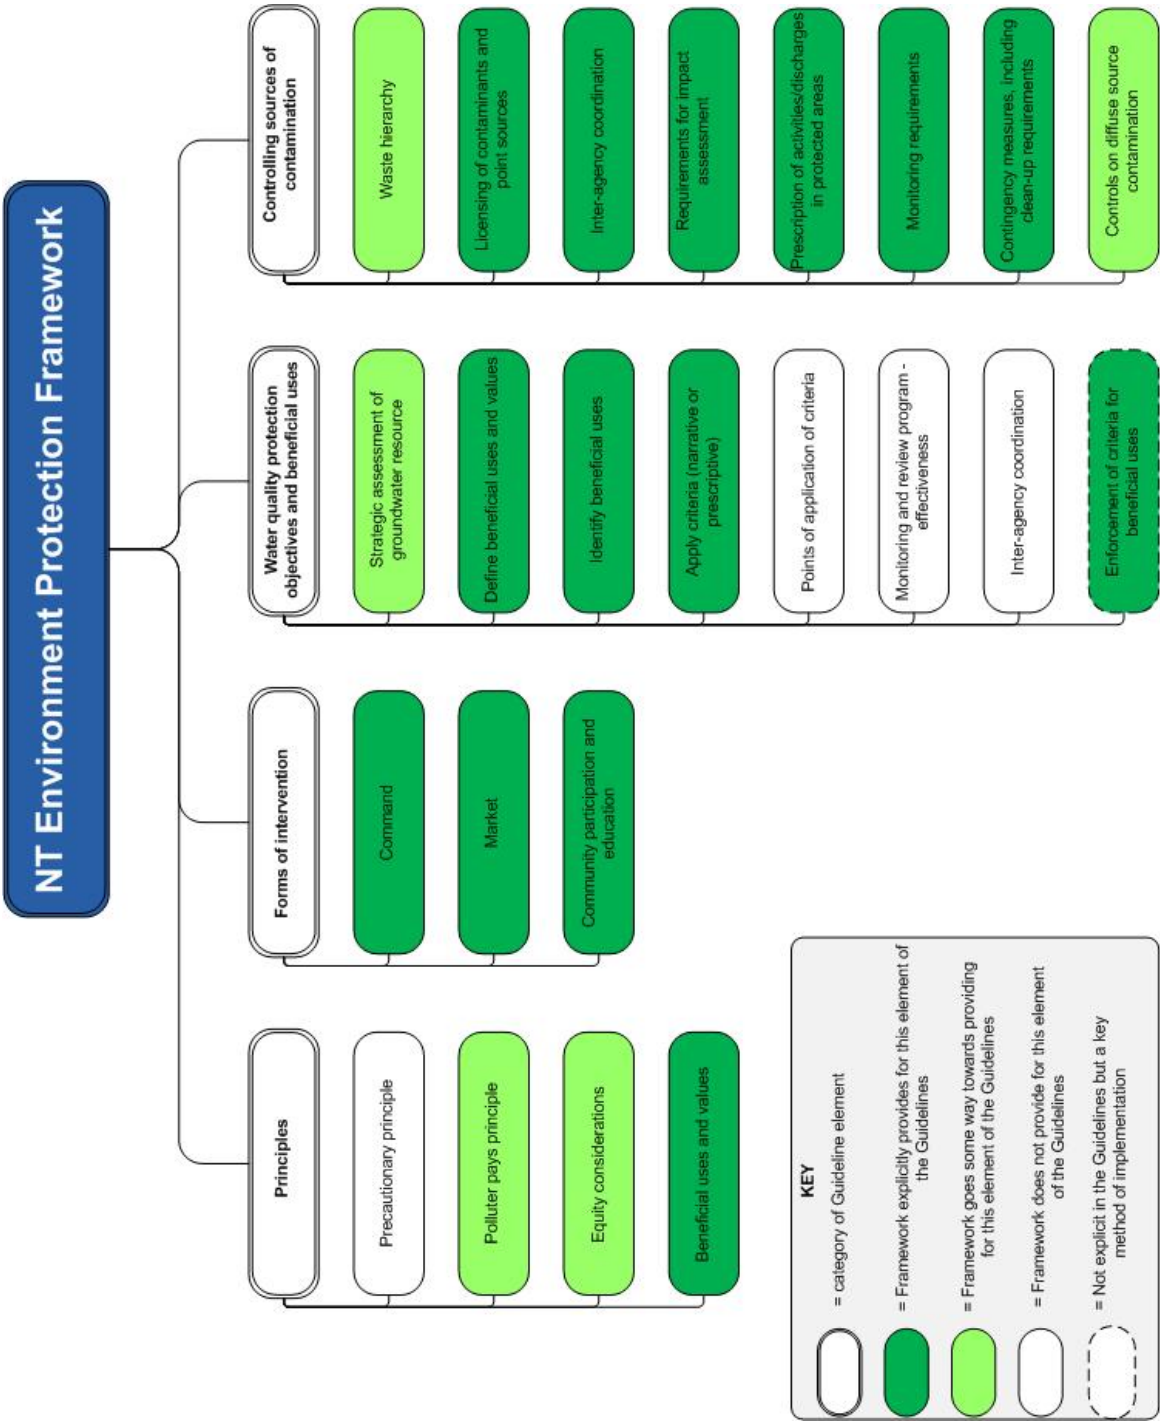 NT Environment Protection Framework
Principles
Precautionary principle
Polluter pays principle
Equity considerations
Beneficial uses and values
Forms of intervention
Command
Market
Community participation and
education
Water quality protection
objectives and beneficial uses
Strategic assessment of
groundwater resource
Define beneficial uses and values
Identify beneficial uses
Apply criteria (narrative or
prescriptive)
Points of application of criteria
Monitoring and review program -
effectiveness
Inter-agency coordination
Enforcement of criteria for
beneficial uses
Controlling sources of
contamination
Waste hierarchy
Licensing of contaminants and
point sources
Inter-agency coordination
Requirements for impact
assessment
Prescription of activities/discharges
in protected areas
Monitoring requirements
Contingency measures, including
clean-up requirements
Controls on diffuse source
contamination
KEY
= category of Guideline element
= Framework explicitly provides for this element of
the Guidelines
= Framework goes some way towards providing
for this element of the Guidelines
= Framework does not provide for this element
of the Guidelines
= Not explicit in the Guidelines but a key
method of implementation